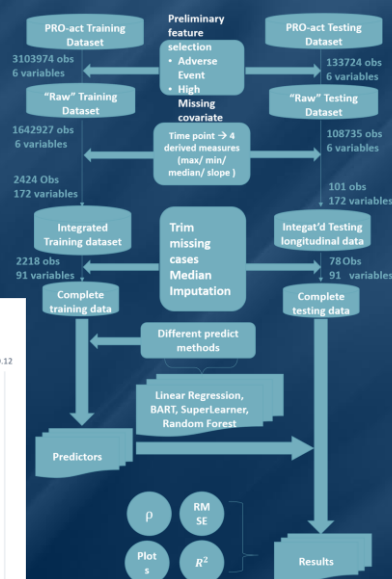 PRO-act Training
Dataset
Preliminary
feature
selection
• Adverse
Event
• High
Missing
covariate
PRO-act Testing
Dataset
3103974 obs
6 variables
133724 obs
6 variables
"Raw" Training
Dataset
"Raw" Testing
Dataset
1642927 obs
6 variables
Time point → 4
derived measures
(max/ min/
median/ slope )
108735 obs
6 variables
2424 Obs
172 variables
101 obs
172 variables
Integrated
Training dataset
Trim
missing
cases
Median
Imputation
Integat'd Testing
longitudinal data
2218 obs
91 variables
78 Obs
91 variables
Complete
training data
Complete
testing data
Different predict
methods
0.12
Linear Regression,
BART, SuperLearner,
Random Forest
Predictors
ρ
RM
SE
Plot
s
R²
Results